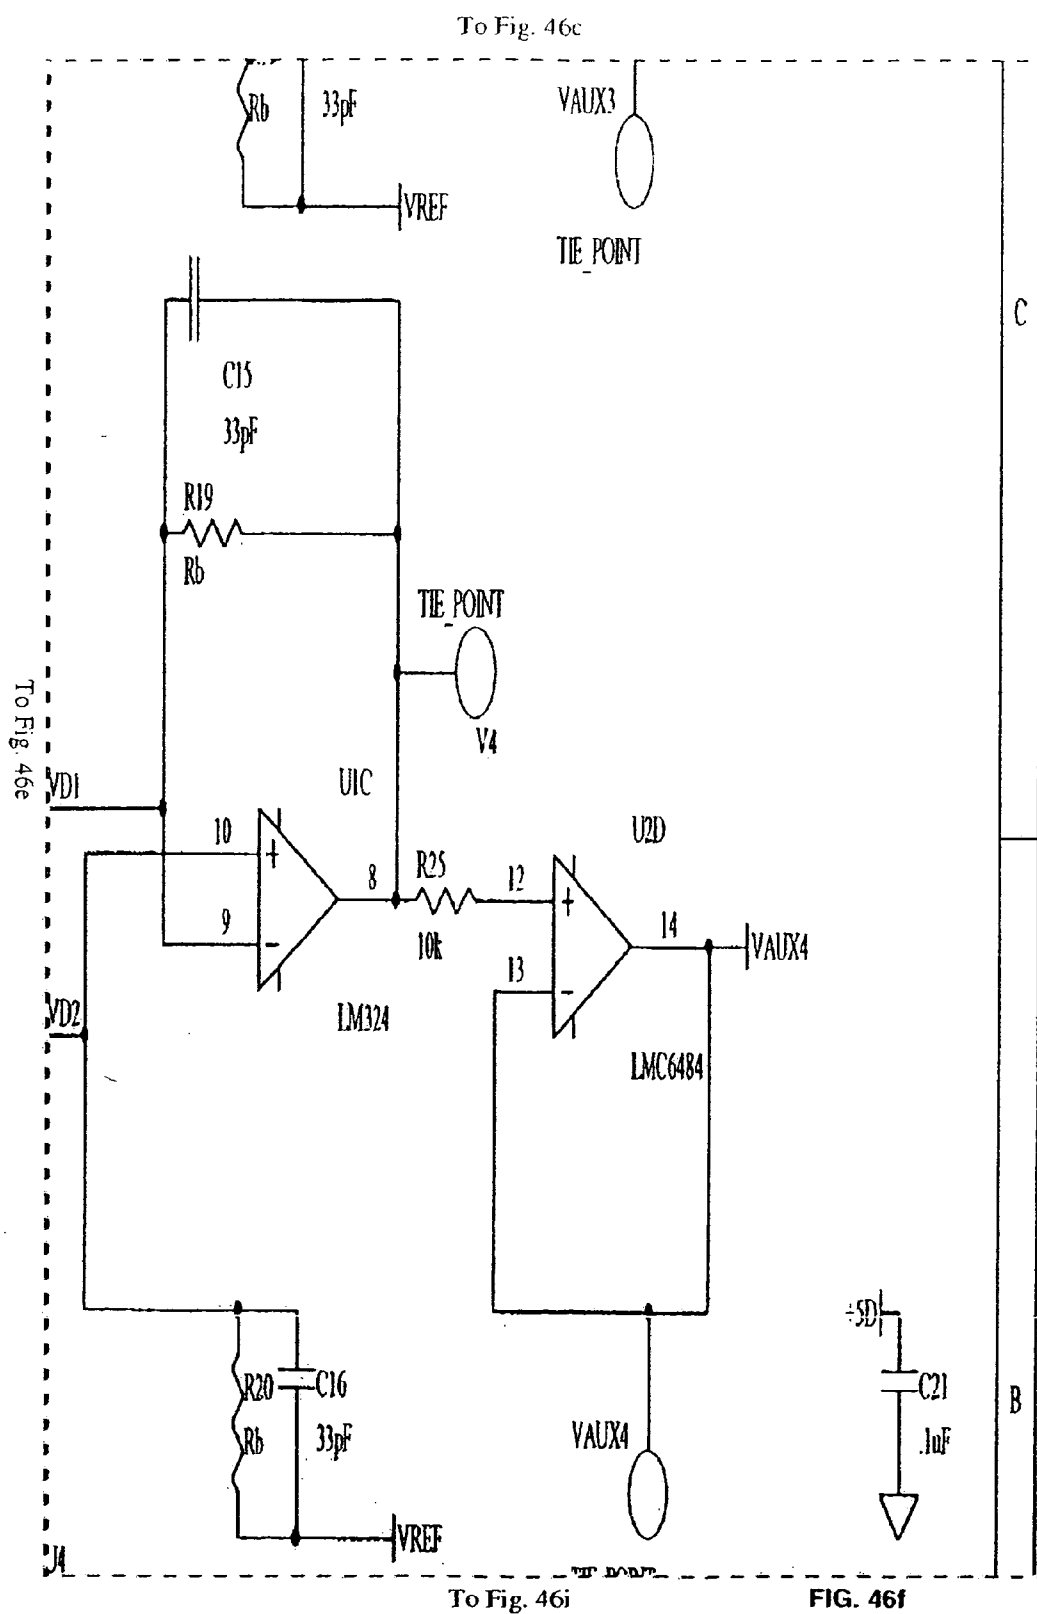 To Fig. 46c
Rb
33pF
VAUX3
VREF
TIE_POINT
C
C15
33pF
R19
Rb
TIE_POINT
V4
To Fig. 46e
VD1
U1C
10
9
8
R25
10k
12
13
U2D
14
VAUX4
VD2
LM324
LMC6484
+5D
R20
C16
C21
B
Rb
33pF
VAUX4
.1uF
VREF
J4
TIE_POINT
To Fig. 46i
FIG. 46f